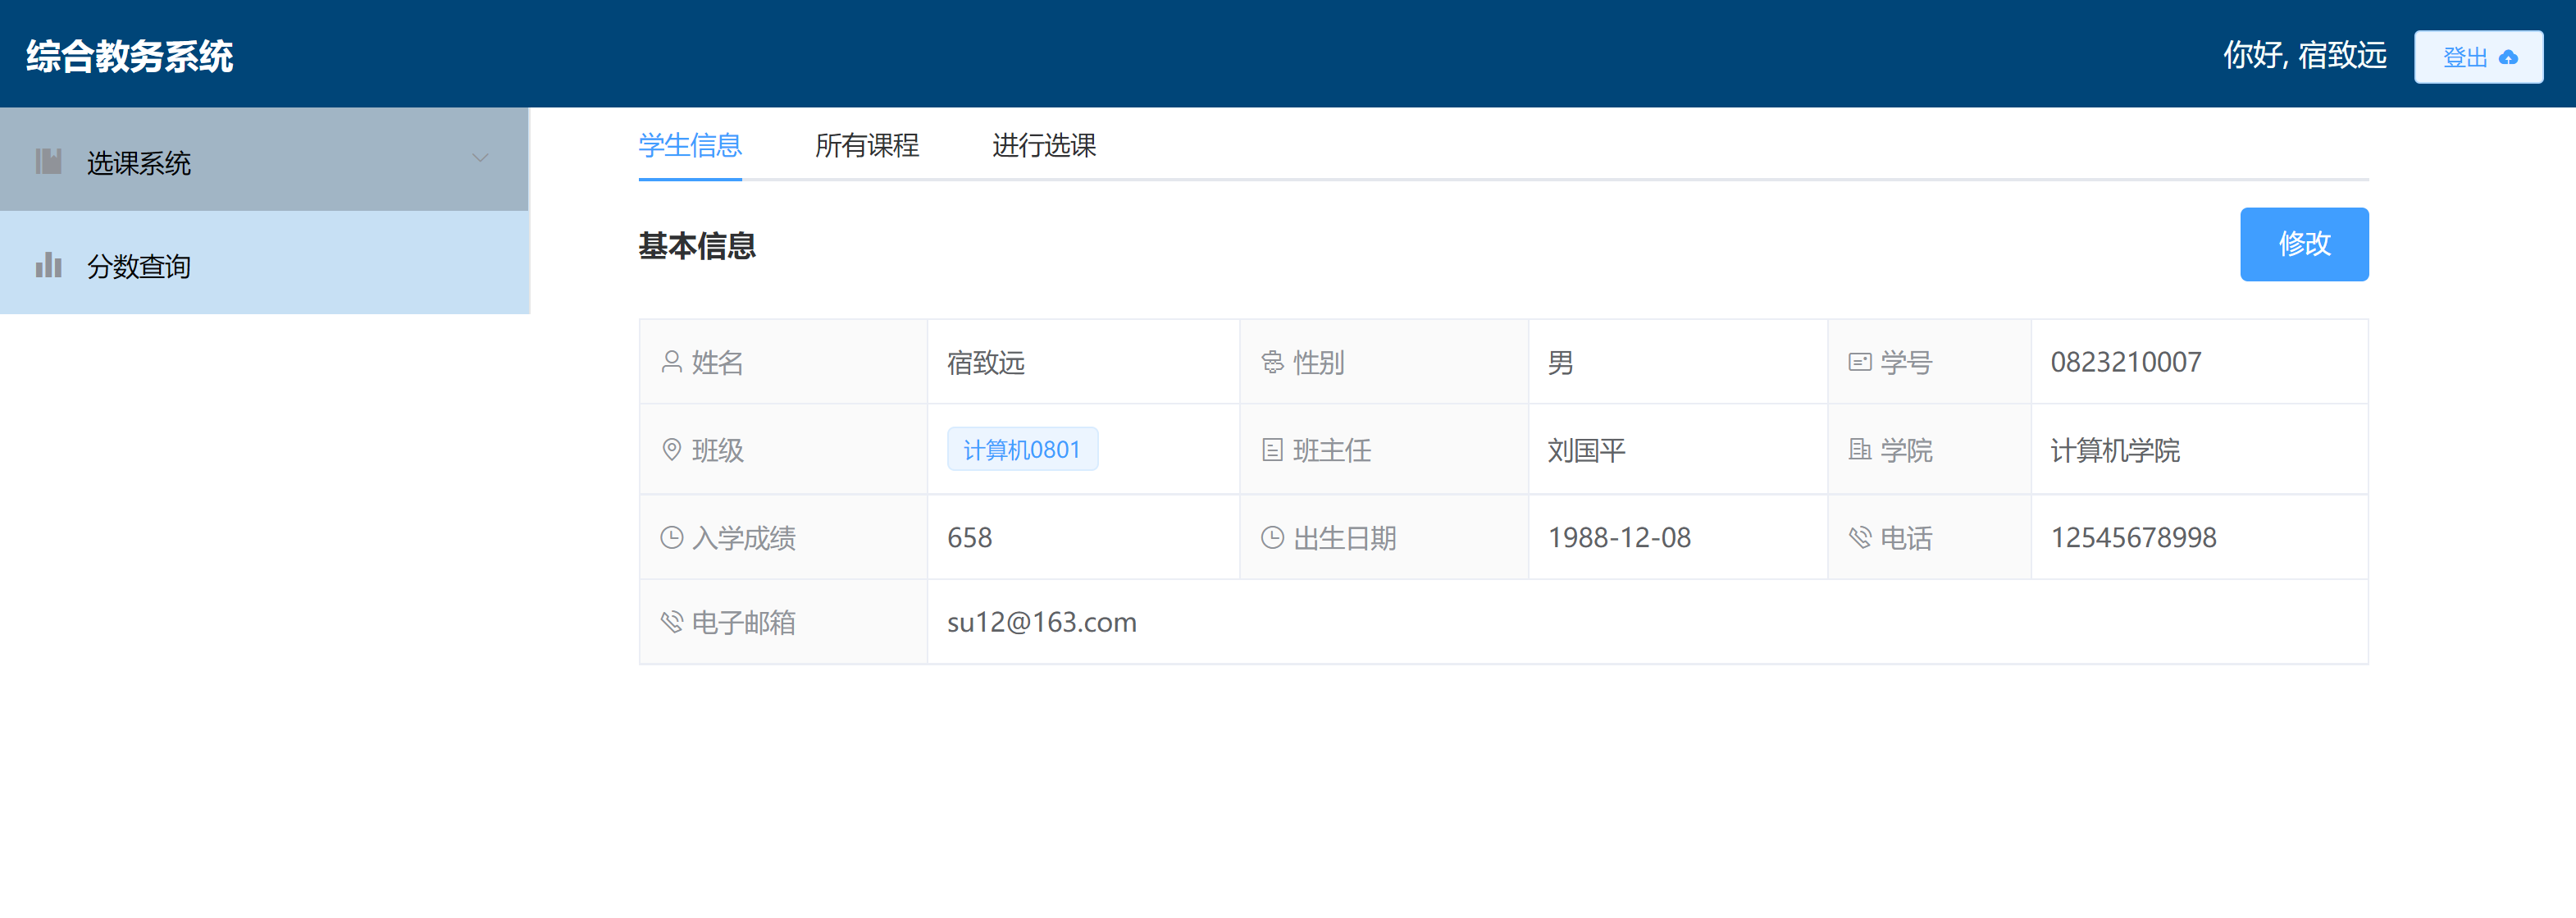 综合教务系统
你好, 宿致远
登出
选课系统
分数查询
学生信息 所有课程 进行选课
基本信息
修改
姓名 宿致远 性别 男 学号 0823210007
班级 计算机0801 班主任 刘国平 学院 计算机学院
入学成绩 658 出生日期 1988-12-08 电话 12545678998
电子邮箱 su12@163.com